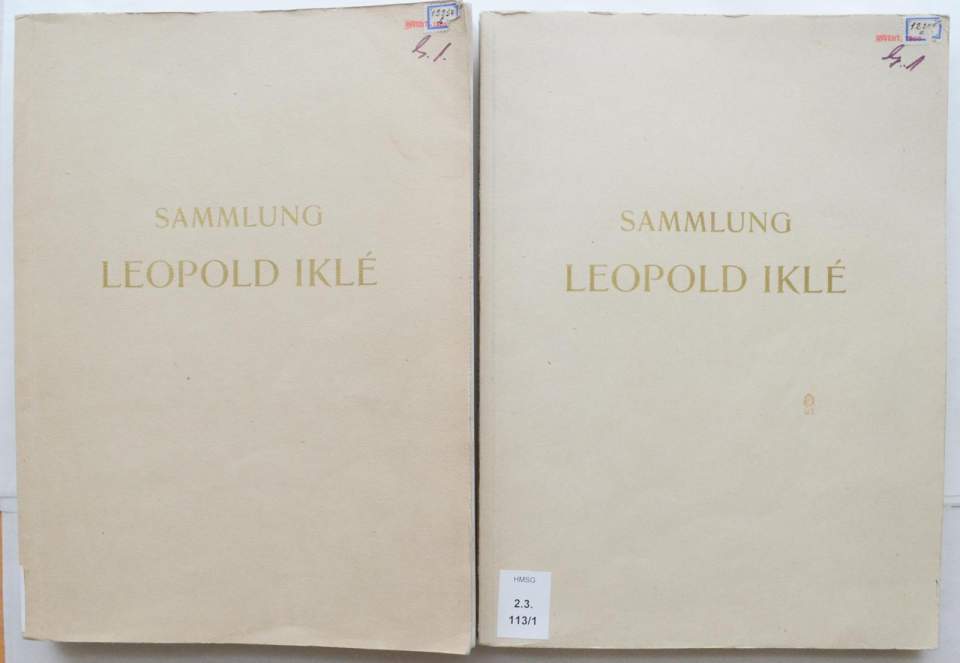 SAMMLUNG
LEOPOLD IKLÉ
SAMMLUNG
LEOPOLD IKLÉ
HMSG
2.3.
113/1